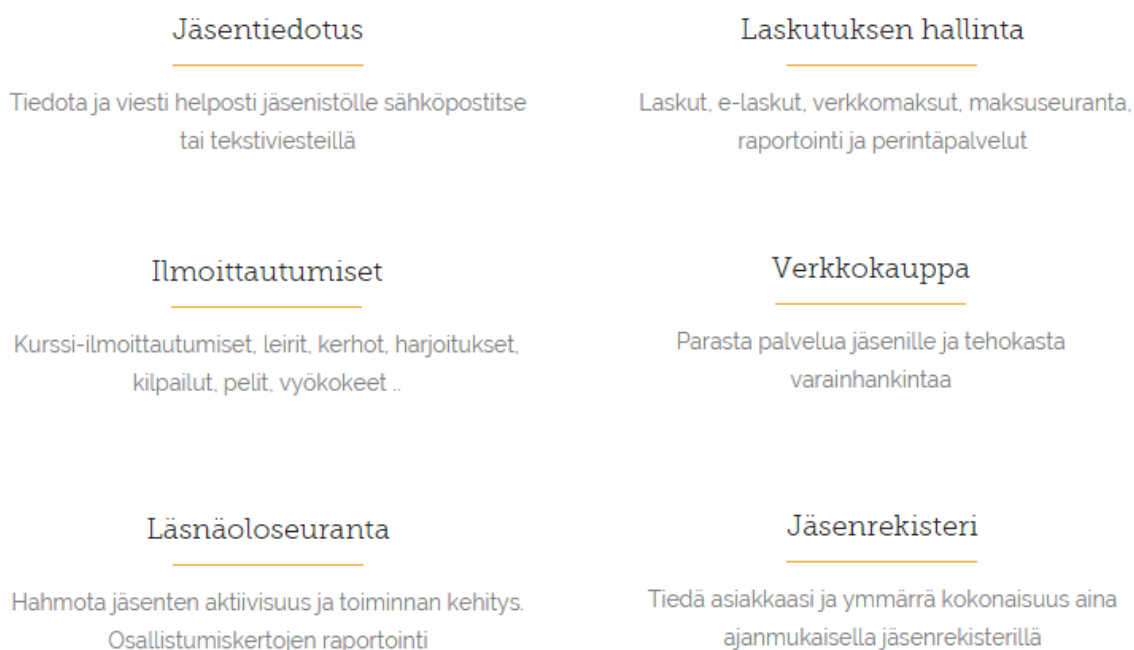 Jäsentiedotus
Tiedota ja viesti helposti jäsenistölle sähköpostitse
tai tekstiviesteillä
Laskutuksen hallinta
Laskut, e-laskut, verkkomaksut, maksuseuranta,
raportointi ja perintäpalvelut
Ilmoittautumiset
Kurssi-ilmoittautumiset, leirit, kerhot, harjoitukset,
kilpailut, pelit, vyökokeet ..
Verkkokauppa
Parasta palvelua jäsenille ja tehokasta
varainhankintaa
Läsnäoloseuranta
Hahmota jäsenten aktiivisuus ja toiminnan kehitys.
Osallistumiskertojen raportointi
Jäsenrekisteri
Tiedä asiakkaasi ja ymmärrä kokonaisuus aina
ajanmukaisella jäsenrekisterillä